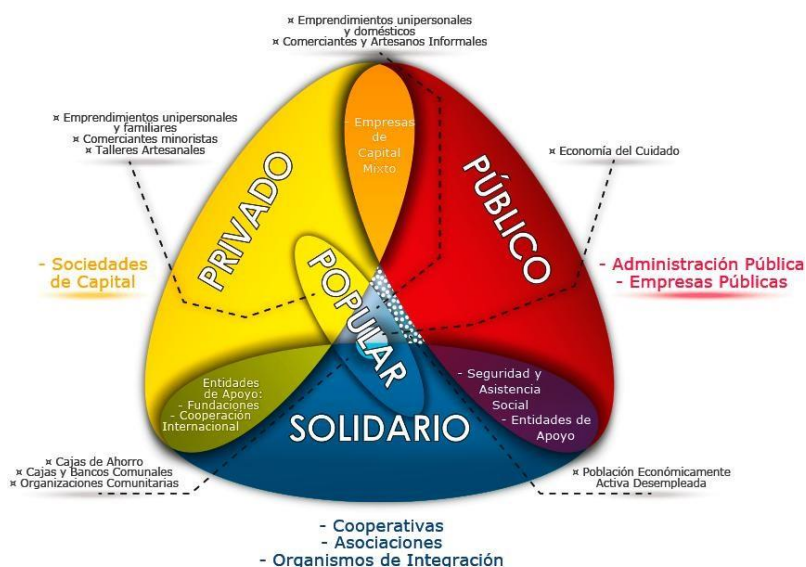 ¤ Emprendimientos unipersonales
y domésticos
¤ Comerciantes y Artesanos Informales
¤ Emprendimientos unipersonales
y familiares
¤ Comerciantes minoristas
¤ Talleres Artesanales
- Empresas
de
Capital
Mixto
¤ Economía del Cuidado
PRIVADO
PÚBLICO
- Sociedades
de Capital
POPULAR
- Administración Pública
- Empresas Públicas
Entidades
de Apoyo:
- Fundaciones
- Cooperación
Internacional
- Seguridad y
Asistencia
Social
- Entidades de
Apoyo
SOLIDARIO
¤ Cajas de Ahorro
¤ Cajas y Bancos Comunales
¤ Organizaciones Comunitarias
¤ Población Económicamente
Activa Desempleada
- Cooperativas
- Asociaciones
- Organismos de Integración